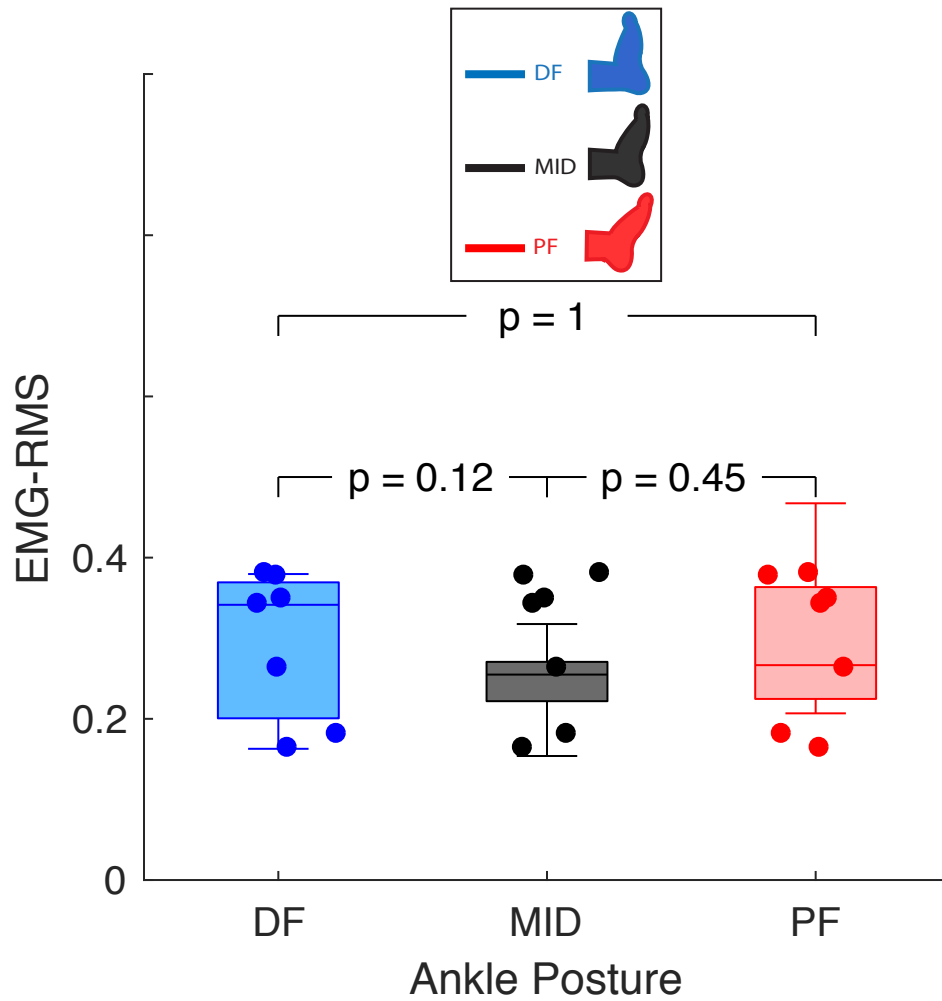 DF
MID
PF
p = 1
p = 0.12
p = 0.45
EMG-RMS
0.4
0.2
0
DF
MID
PF
Ankle Posture